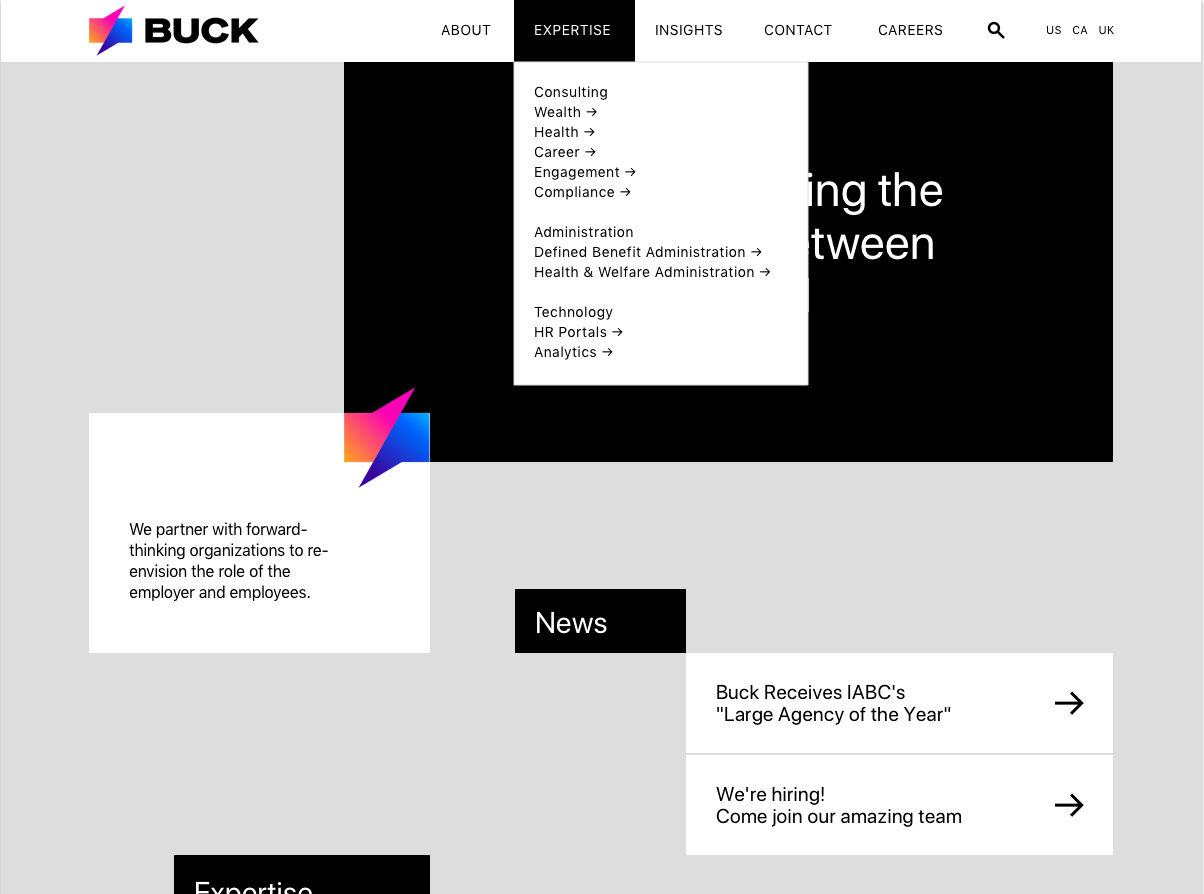 BUCK
ABOUT
EXPERTISE
INSIGHTS
CONTACT
CAREERS
US CA UK
Consulting
Wealth →
Health →
Career →
Engagement →
Compliance →
Administration
Defined Benefit Administration →
Health & Welfare Administration →
Technology
HR Portals →
Analytics →
ing the
tween
We partner with forward-
thinking organizations to re-
envision the role of the
employer and employees.
News
Buck Receives IABC's
"Large Agency of the Year"
We're hiring!
Come join our amazing team
Expertise